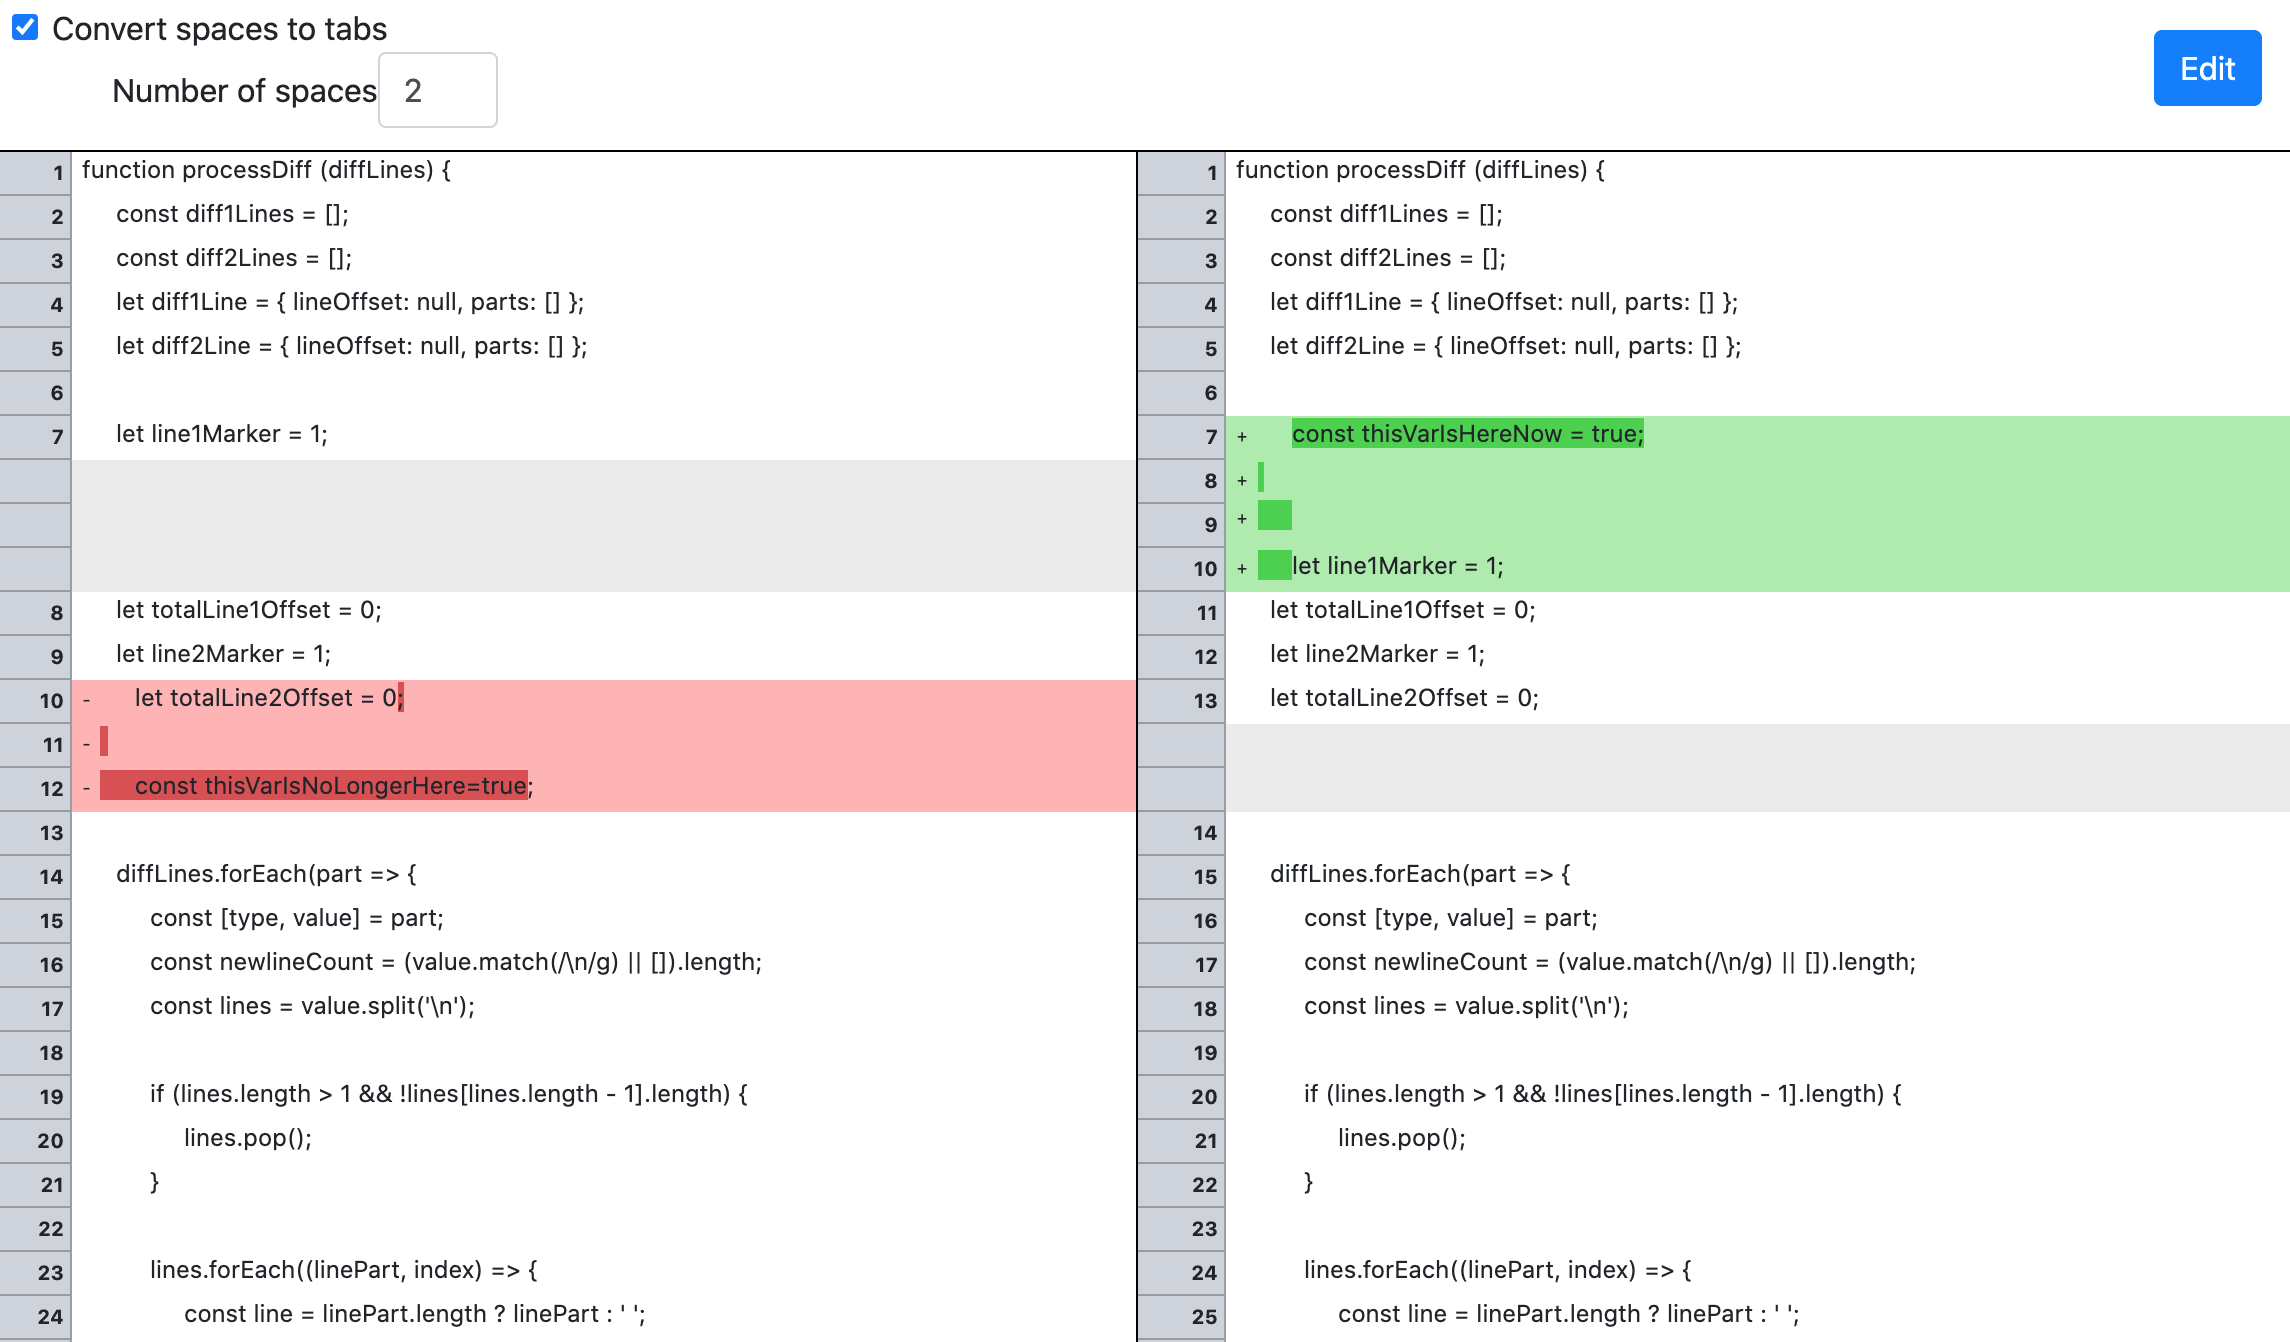 Convert spaces to tabs
Edit
Number of spaces 2
1 function processDiff (diffLines) {
2 const diff1Lines = [];
3 const diff2Lines = [];
4 let diff1Line = { lineOffset: null, parts: [] };
5 let diff2Line = { lineOffset: null, parts: [] };
6
7 let line1Marker = 1;
8 let totalLine1Offset = 0;
9 let line2Marker = 1;
10 - let totalLine2Offset = 0;
11 -
12 - const thisVarIsNoLongerHere=true;
13
14 diffLines.forEach(part => {
15 const [type, value] = part;
16 const newlineCount = (value.match(/\n/g) || []).length;
17 const lines = value.split('\n');
18
19 if (lines.length > 1 && !lines[lines.length - 1].length) {
20 lines.pop();
21 }
22
23 lines.forEach((linePart, index) => {
24 const line = linePart.length ? linePart : ' ';
1 function processDiff (diffLines) {
2 const diff1Lines = [];
3 const diff2Lines = [];
4 let diff1Line = { lineOffset: null, parts: [] };
5 let diff2Line = { lineOffset: null, parts: [] };
6
7 + const thisVarIsHereNow = true;
8 +
9 +
10 + let line1Marker = 1;
11 let totalLine1Offset = 0;
12 let line2Marker = 1;
13 let totalLine2Offset = 0;
14
15 diffLines.forEach(part => {
16 const [type, value] = part;
17 const newlineCount = (value.match(/\n/g) || []).length;
18 const lines = value.split('\n');
19
20 if (lines.length > 1 && !lines[lines.length - 1].length) {
21 lines.pop();
22 }
23
24 lines.forEach((linePart, index) => {
25 const line = linePart.length ? linePart : ' ';